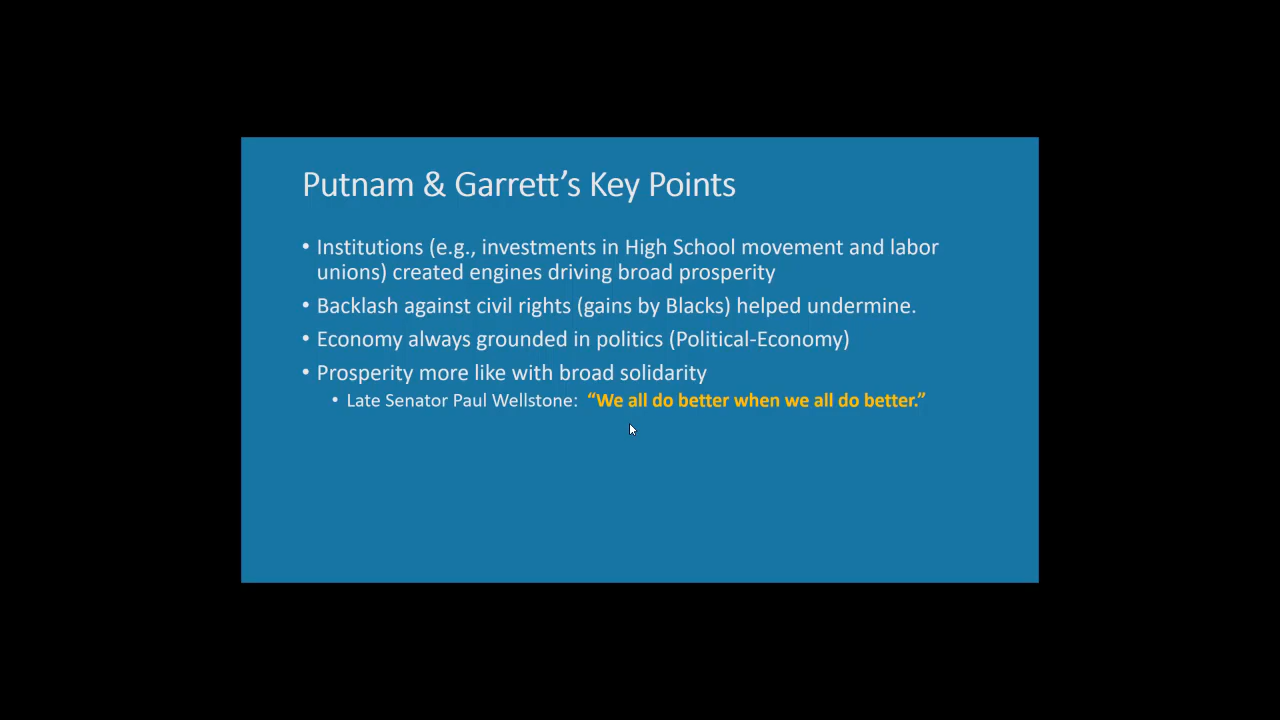 Putnam & Garrett’s Key Points
• Institutions (e.g., investments in High School movement and labor
unions) created engines driving broad prosperity
• Backlash against civil rights (gains by Blacks) helped undermine.
• Economy always grounded in politics (Political-Economy)
• Prosperity more like with broad solidarity
• Late Senator Paul Wellstone: “We all do better when we all do better.”